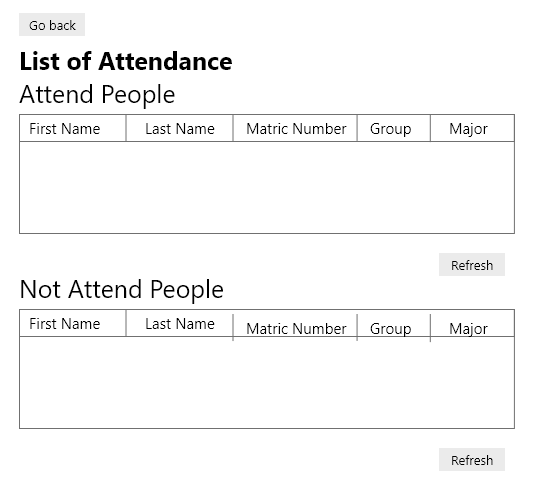 Go back
List of Attendance
Attend People
First Name Last Name Matric Number Group Major
Refresh
Not Attend People
First Name Last Name Matric Number Group Major
Refresh